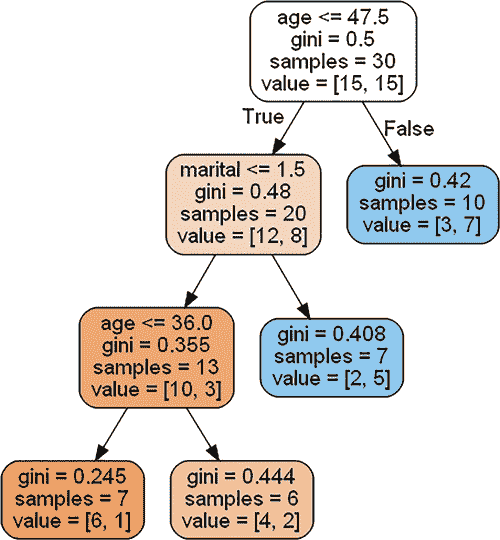 age <= 47.5
gini = 0.5
samples = 30
value = [15, 15]
True
False
marital <= 1.5
gini = 0.48
samples = 20
value = [12, 8]
gini = 0.42
samples = 10
value = [3, 7]
age <= 36.0
gini = 0.355
samples = 13
value = [10, 3]
gini = 0.408
samples = 7
value = [2, 5]
gini = 0.245
samples = 7
value = [6, 1]
gini = 0.444
samples = 6
value = [4, 2]